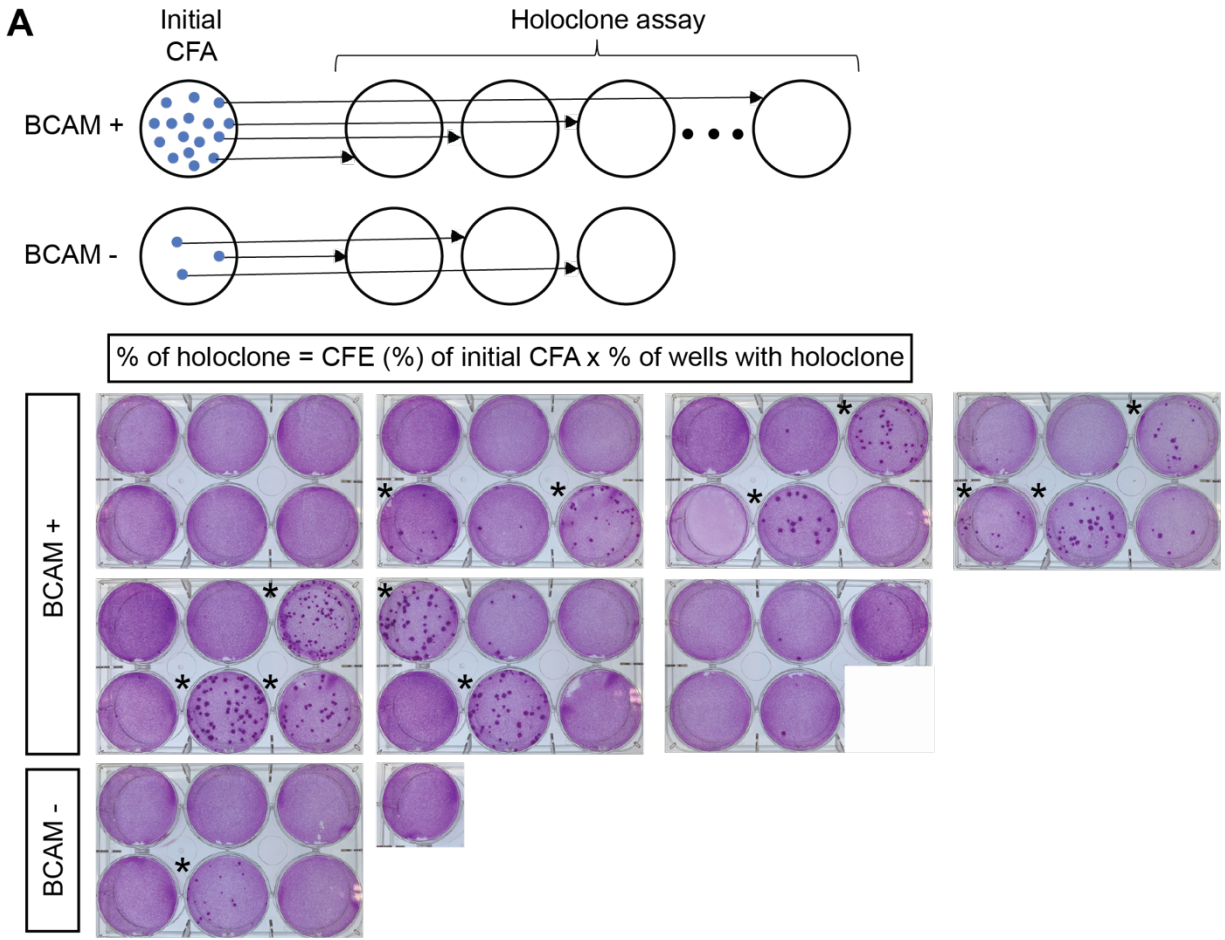 A
Initial
CFA
Holoclone assay
BCAM +
BCAM -
% of holoclone = CFE (%) of initial CFA x % of wells with holoclone
BCAM +
* *
* * * * * *
* *
* * *
BCAM -
*